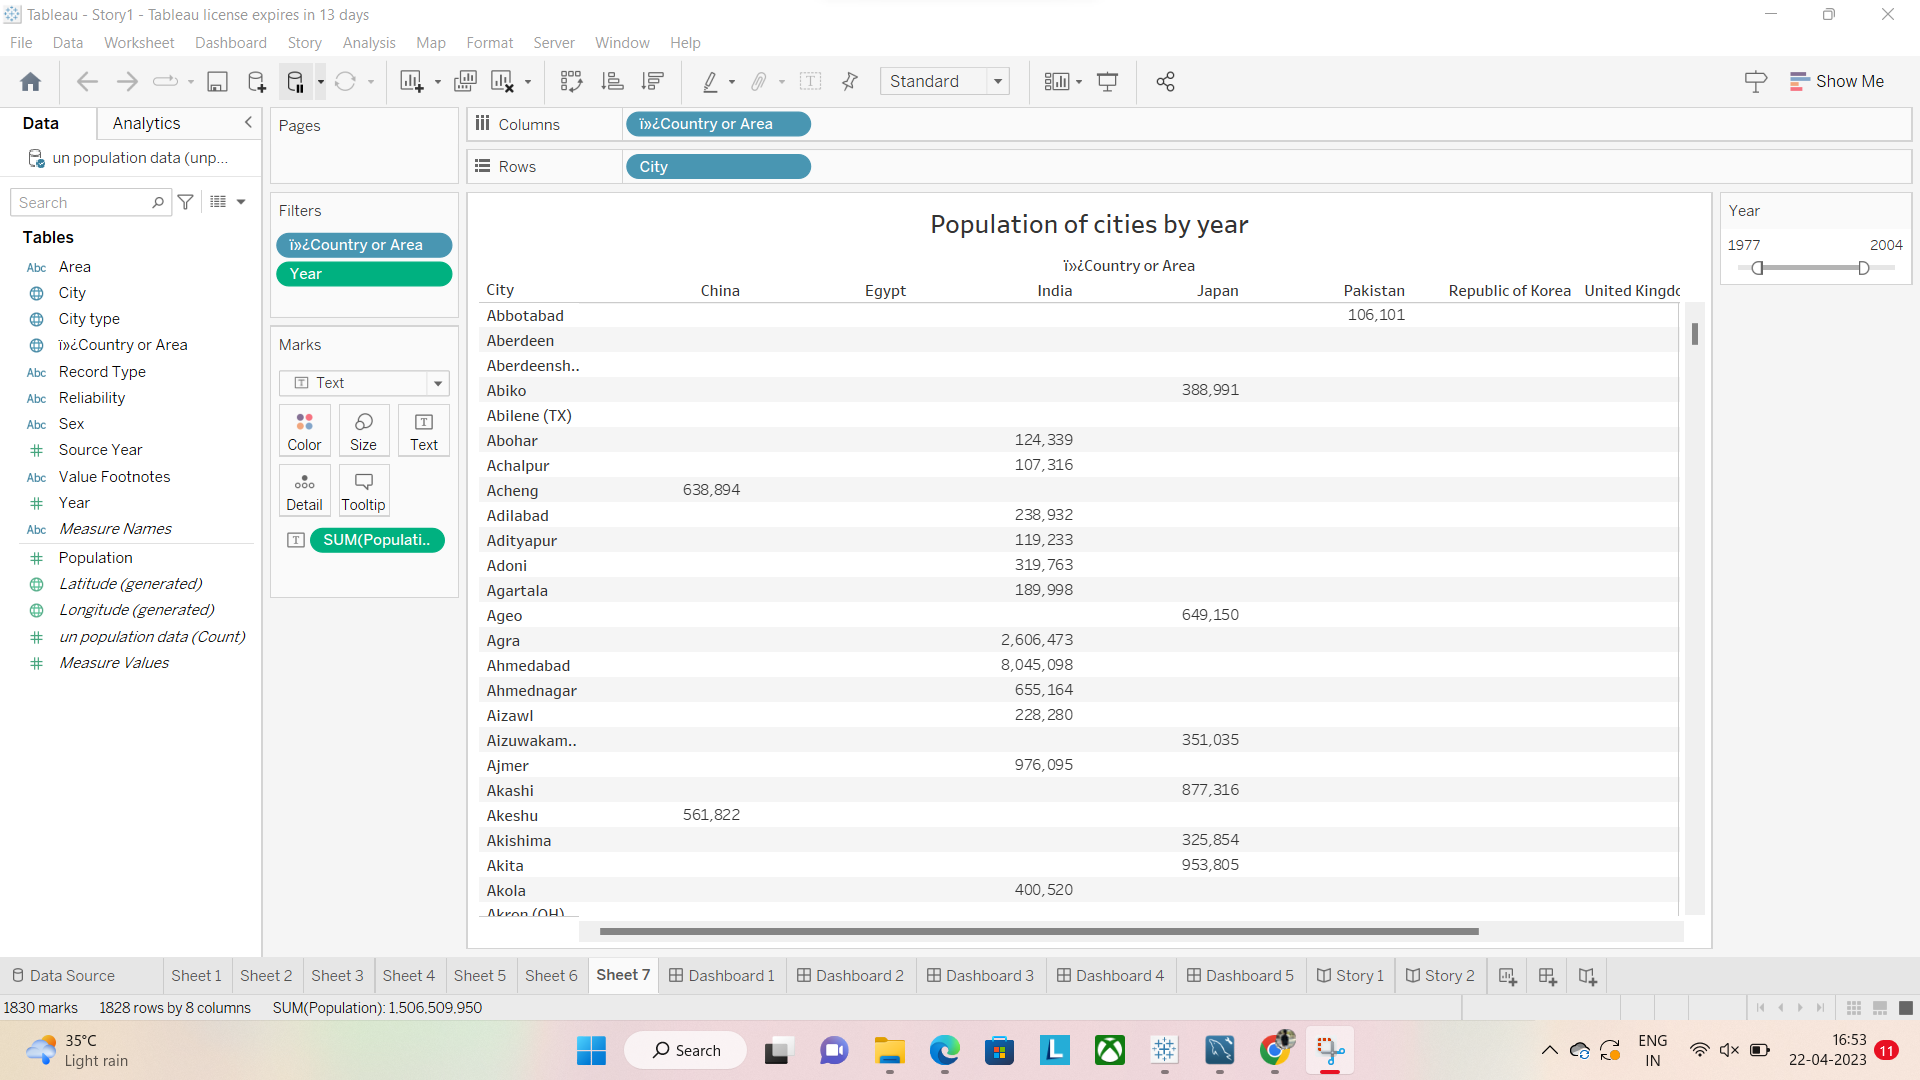 Tableau - Story1 - Tableau license expires in 13 days
File Data Worksheet Dashboard Story Analysis Map Format Server Window Help
Standard
Show Me
Data Analytics
un population data (unp...
Search
Tables
Abc Area
City
City type
ï»¿Country or Area
Abc Record Type
Abc Reliability
Abc Sex
# Source Year
Abc Value Footnotes
# Year
Abc Measure Names
# Population
Latitude (generated)
Longitude (generated)
# un population data (Count)
# Measure Values
Pages
Filters
ï»¿Country or Area
Year
Marks
Text
Color Size Text
Detail Tooltip
SUM(Populati..
Columns ï»¿Country or Area
Rows City
Population of cities by year
ï»¿Country or Area
City China Egypt India Japan Pakistan Republic of Korea United Kingdo
Abbotabad 106,101
Aberdeen
Aberdeensh..
Abiko 388,991
Abilene (TX)
Abohar 124,339
Achalpur 107,316
Acheng 638,894
Adilabad 238,932
Adityapur 119,233
Adoni 319,763
Agartala 189,998
Ageo 649,150
Agra 2,606,473
Ahmedabad 8,045,098
Ahmednagar 655,164
Aizawl 228,280
Aizuwakam.. 351,035
Ajmer 976,095
Akashi 877,316
Akeshu 561,822
Akishima 325,854
Akita 953,805
Akola 400,520
Akron (OH)
Year
1977 2004
Data Source Sheet 1 Sheet 2 Sheet 3 Sheet 4 Sheet 5 Sheet 6 Sheet 7 Dashboard 1 Dashboard 2 Dashboard 3 Dashboard 4 Dashboard 5 Story 1 Story 2
1830 marks 1828 rows by 8 columns SUM(Population): 1,506,509,950
35°C
Light rain
Search
ENG
IN
16:53
22-04-2023
11